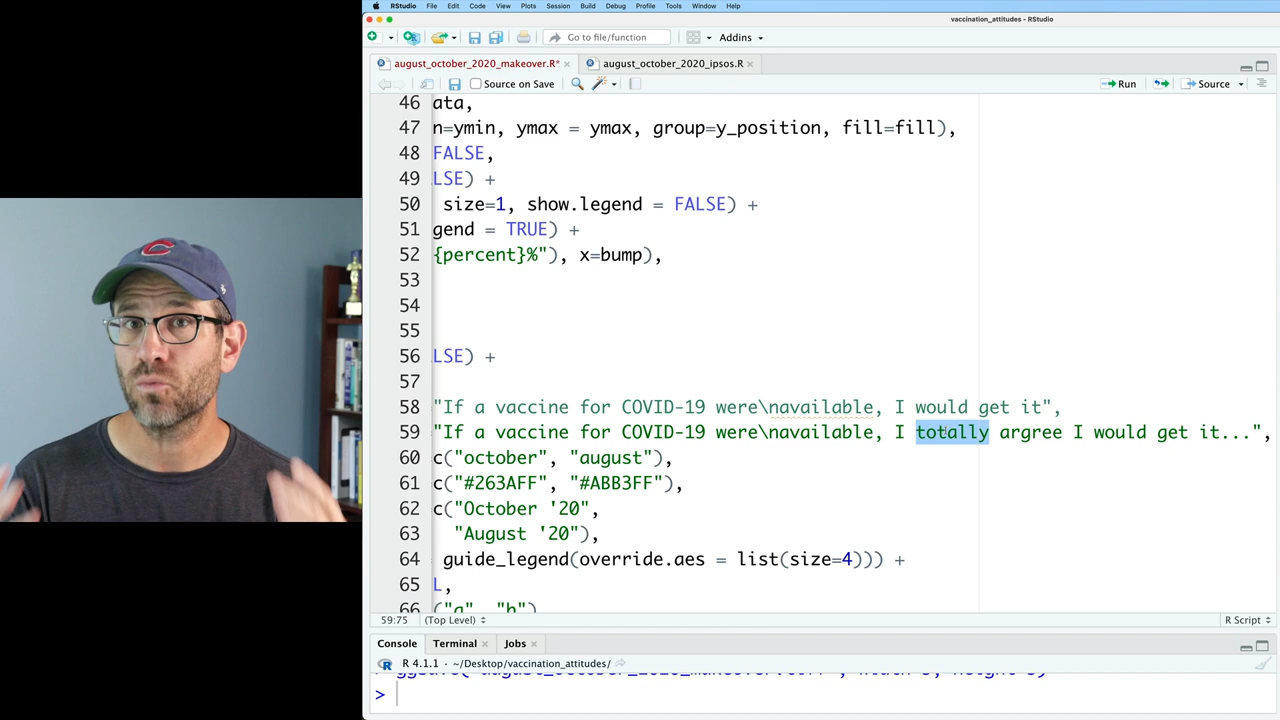 RStudio File Edit Code View Plots Session Build Debug Profile Tools Window Help
vaccination_attitudes - RStudio
Go to file/function Addins
august_october_2020_makeover.R* august_october_2020_ipsos.R
Source on Save Run Source
46 ata,
47 n=ymin, ymax = ymax, group=y_position, fill=fill),
48 FALSE,
49 LSE) +
50 size=1, show.legend = FALSE) +
51 gend = TRUE) +
52 {percent}%"), x=bump),
53
54
55
56 LSE) +
57
58 "If a vaccine for COVID-19 were\navailable, I would get it",
59 "If a vaccine for COVID-19 were\navailable, I totally argree I would get it...",
60 c("october", "august"),
61 c("#263AFF", "#ABB3FF"),
62 c("October '20",
63 "August '20"),
64 guide_legend(override.aes = list(size=4))) +
65 L,
66 ("a", "b")
59:75 (Top Level) R Script
Console Terminal Jobs
R 4.1.1 · ~/Desktop/vaccination_attitudes/
>
C